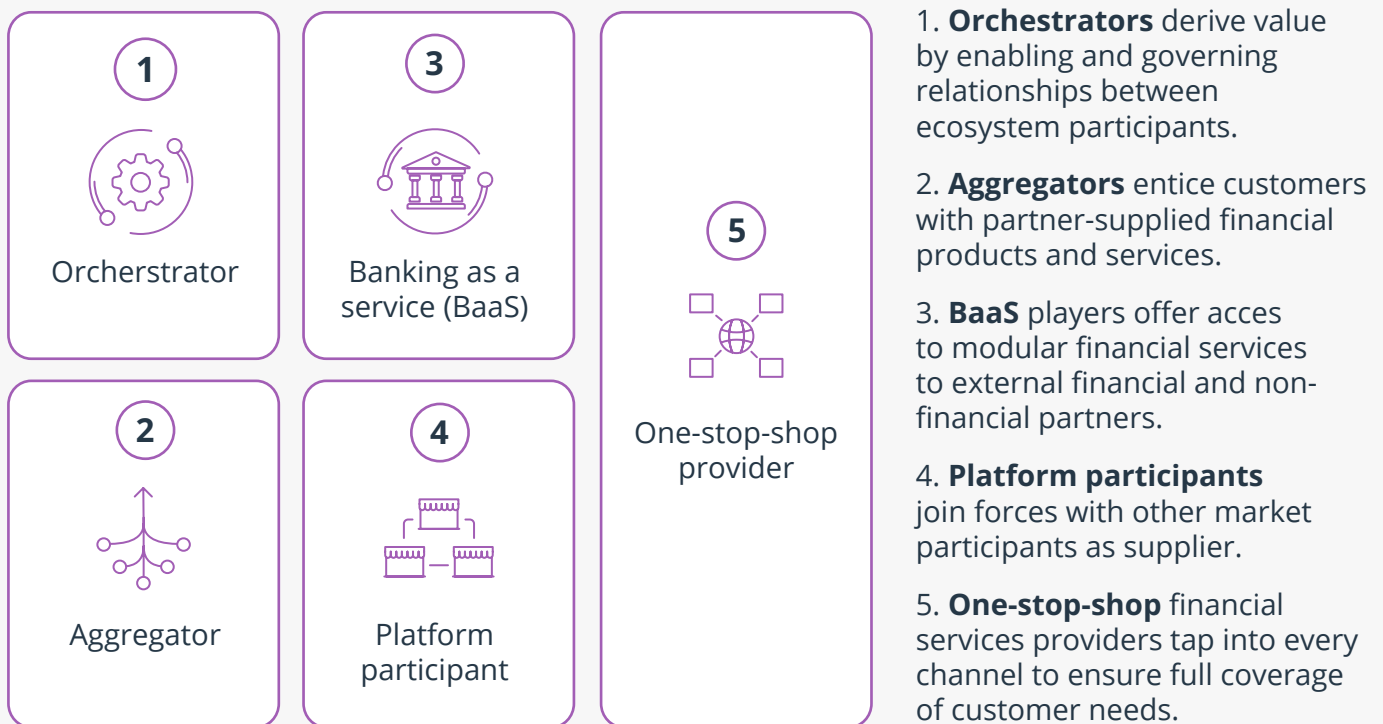 1
Orcherstrator
3
Banking as a
service (BaaS)
2
Aggregator
4
Platform
participant
5
One-stop-shop
provider
1. Orchestrators derive value
by enabling and governing
relationships between
ecosystem participants.
2. Aggregators entice customers
with partner-supplied financial
products and services.
3. BaaS players offer acces
to modular financial services
to external financial and non-
financial partners.
4. Platform participants
join forces with other market
participants as supplier.
5. One-stop-shop financial
services providers tap into every
channel to ensure full coverage
of customer needs.